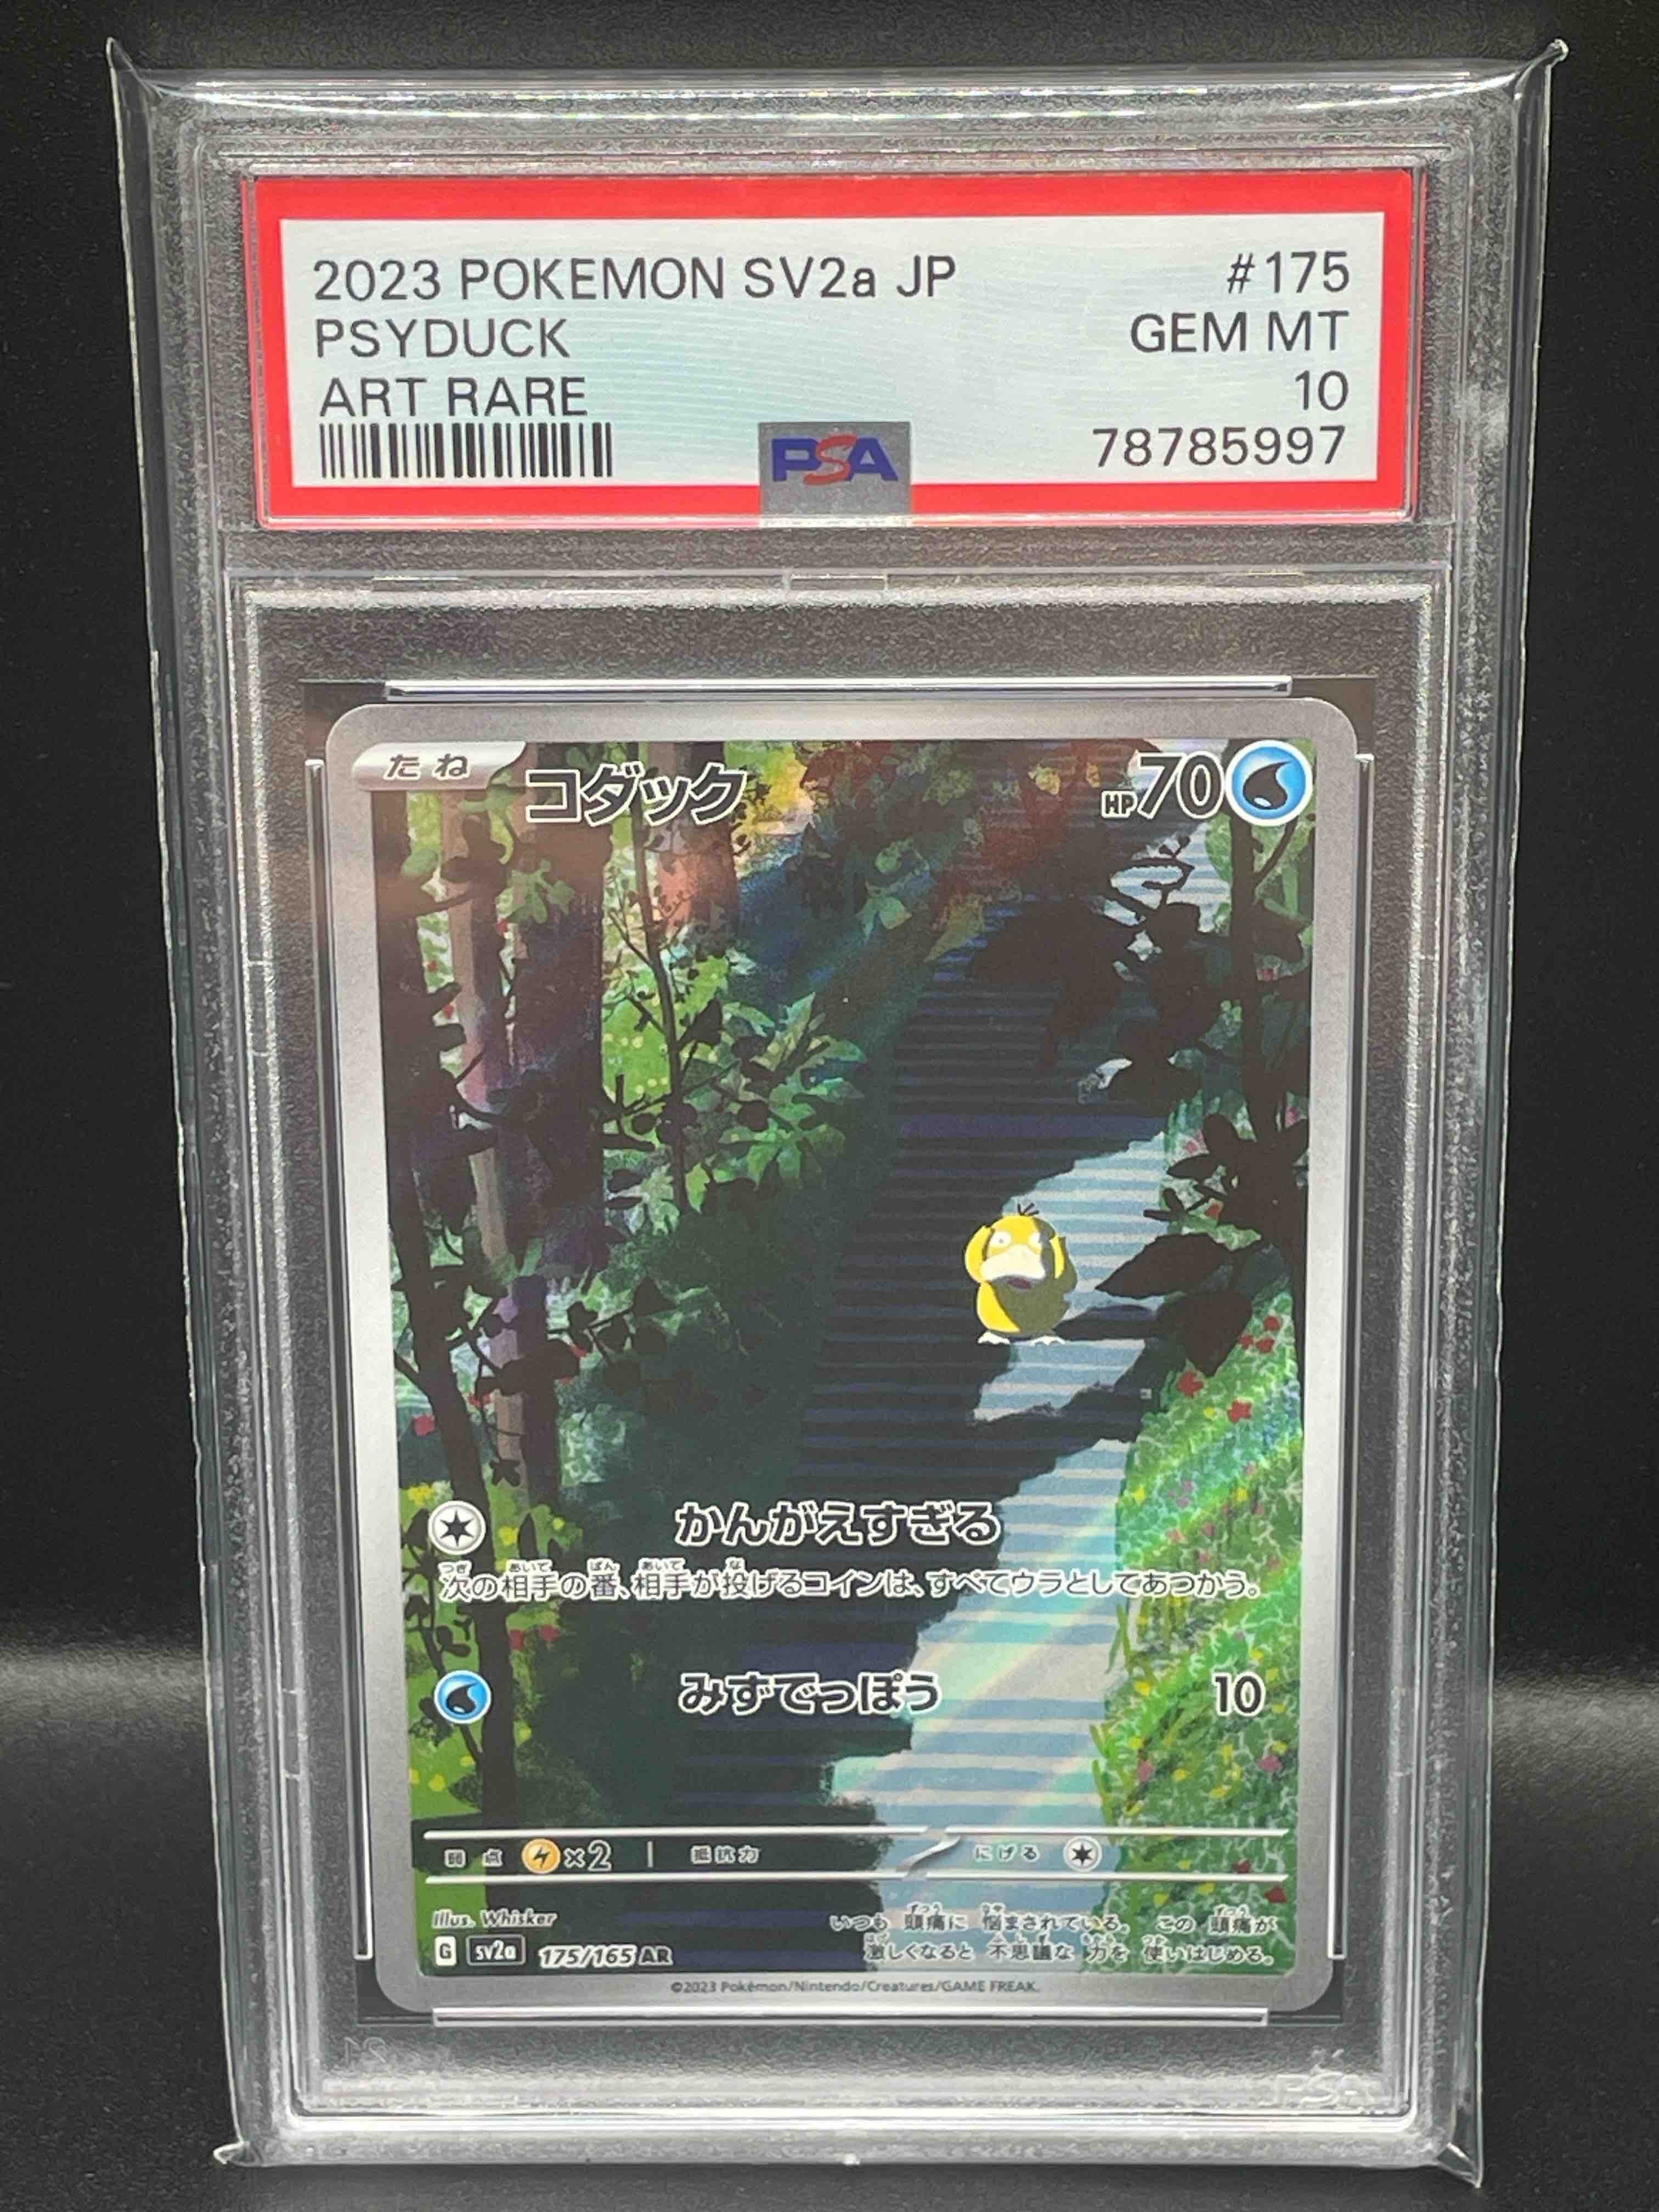 2023 POKEMON SV2a JP #175
PSYDUCK GEM MT
ART RARE 10
PSA 78785997
たね コダック HP70
かんがえすぎる
次の相手の番、相手が投げるコインは、すべてウラとしてあつかう。
みずでっぽう 10
弱点 ×2 抵抗力 にげる
Illus. Whisker
いつも 頭痛に 悩まされている。 この 頭痛が
激しくなると 不思議な 力を 使いはじめる。
G sv2a 175/165 AR
©2023 Pokémon/Nintendo/Creatures/GAME FREAK.
PSA